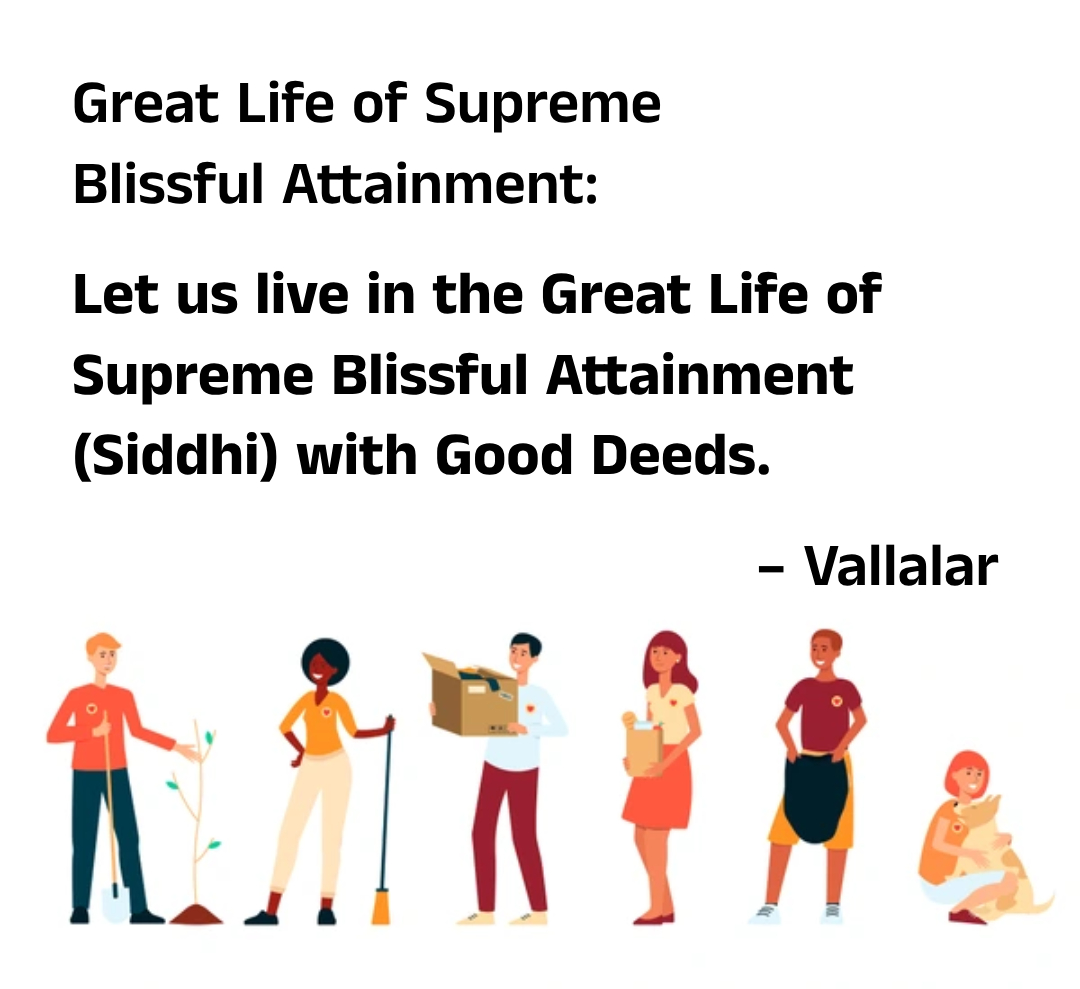 Great Life of Supreme
Blissful Attainment:
Let us live in the Great Life of
Supreme Blissful Attainment
(Siddhi) with Good Deeds.
– Vallalar